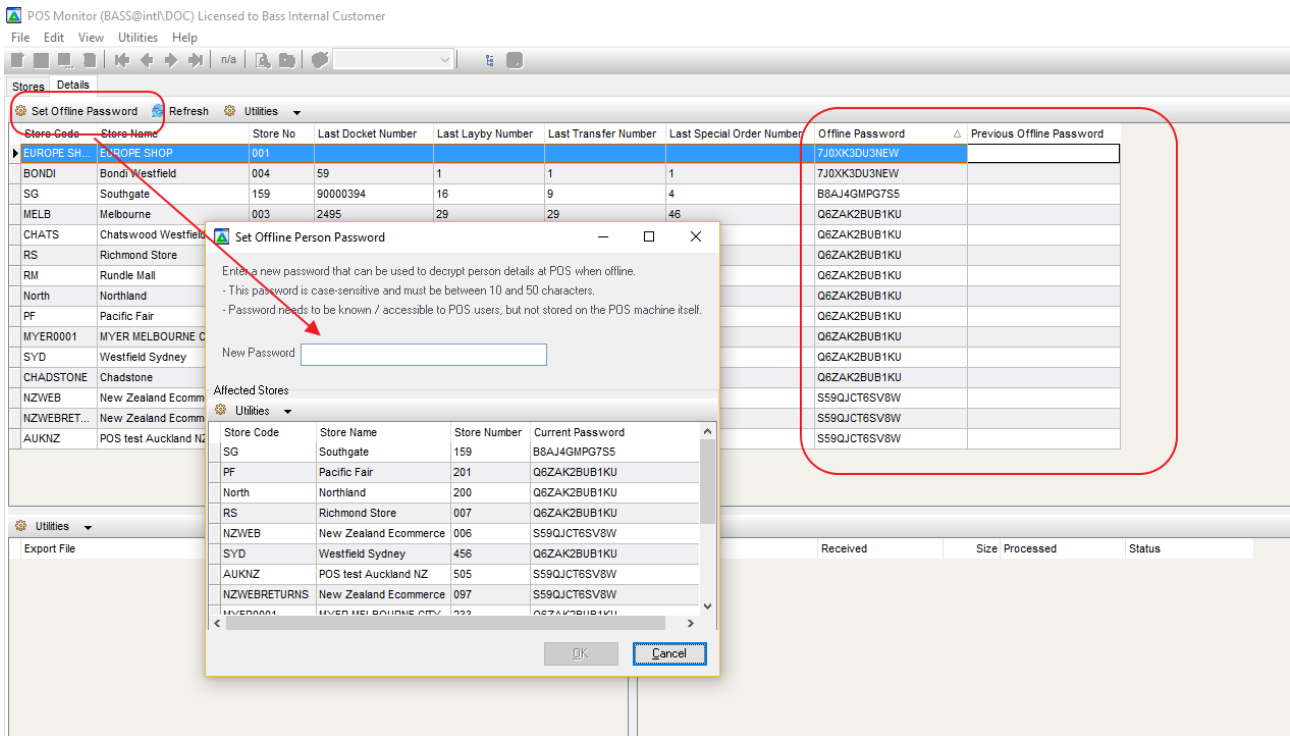 POS Monitor (BASS@intl\DOC) Licensed to Bass Internal Customer
File Edit View Utilities Help
n/a
Stores Details
Set Offline Password Refresh Utilities
Store Code Store Name Store No Last Docket Number Last Layby Number Last Transfer Number Last Special Order Number Offline Password Previous Offline Password
EUROPE SH... EUROPE SHOP 001 7J0XK3DU3NEW
BONDI Bondi Westfield 004 59 1 1 1 7J0XK3DU3NEW
SG Southgate 159 90000394 16 9 4 B8AJ4GMPG7S5
MELB Melbourne 003 2495 29 29 46 Q6ZAK2BUB1KU
CHATS Chatswood Westfield Q6ZAK2BUB1KU
RS Richmond Store Q6ZAK2BUB1KU
RM Rundle Mall Q6ZAK2BUB1KU
North Northland Q6ZAK2BUB1KU
PF Pacific Fair Q6ZAK2BUB1KU
MYER0001 MYER MELBOURNE C Q6ZAK2BUB1KU
SYD Westfield Sydney Q6ZAK2BUB1KU
CHADSTONE Chadstone Q6ZAK2BUB1KU
NZWEB New Zealand Ecomm S59QJCT6SV8W
NZWEBRET... New Zealand Ecomm S59QJCT6SV8W
AUKNZ POS test Auckland NZ S59QJCT6SV8W
Set Offline Person Password
Enter a new password that can be used to decrypt person details at POS when offline.
- This password is case-sensitive and must be between 10 and 50 characters.
- Password needs to be known / accessible to POS users, but not stored on the POS machine itself.
New Password
Affected Stores
Utilities
Store Code Store Name Store Number Current Password
SG Southgate 159 B8AJ4GMPG7S5
PF Pacific Fair 201 Q6ZAK2BUB1KU
North Northland 200 Q6ZAK2BUB1KU
RS Richmond Store 007 Q6ZAK2BUB1KU
NZWEB New Zealand Ecommerce 006 S59QJCT6SV8W
SYD Westfield Sydney 456 Q6ZAK2BUB1KU
AUKNZ POS test Auckland NZ 505 S59QJCT6SV8W
NZWEBRETURNS New Zealand Ecommerce 097 S59QJCT6SV8W
MYER0001 MYER MELBOURNE CITY 233 Q6ZAK2BUB1KU
OK Cancel
Utilities
Export File Received Size Processed Status